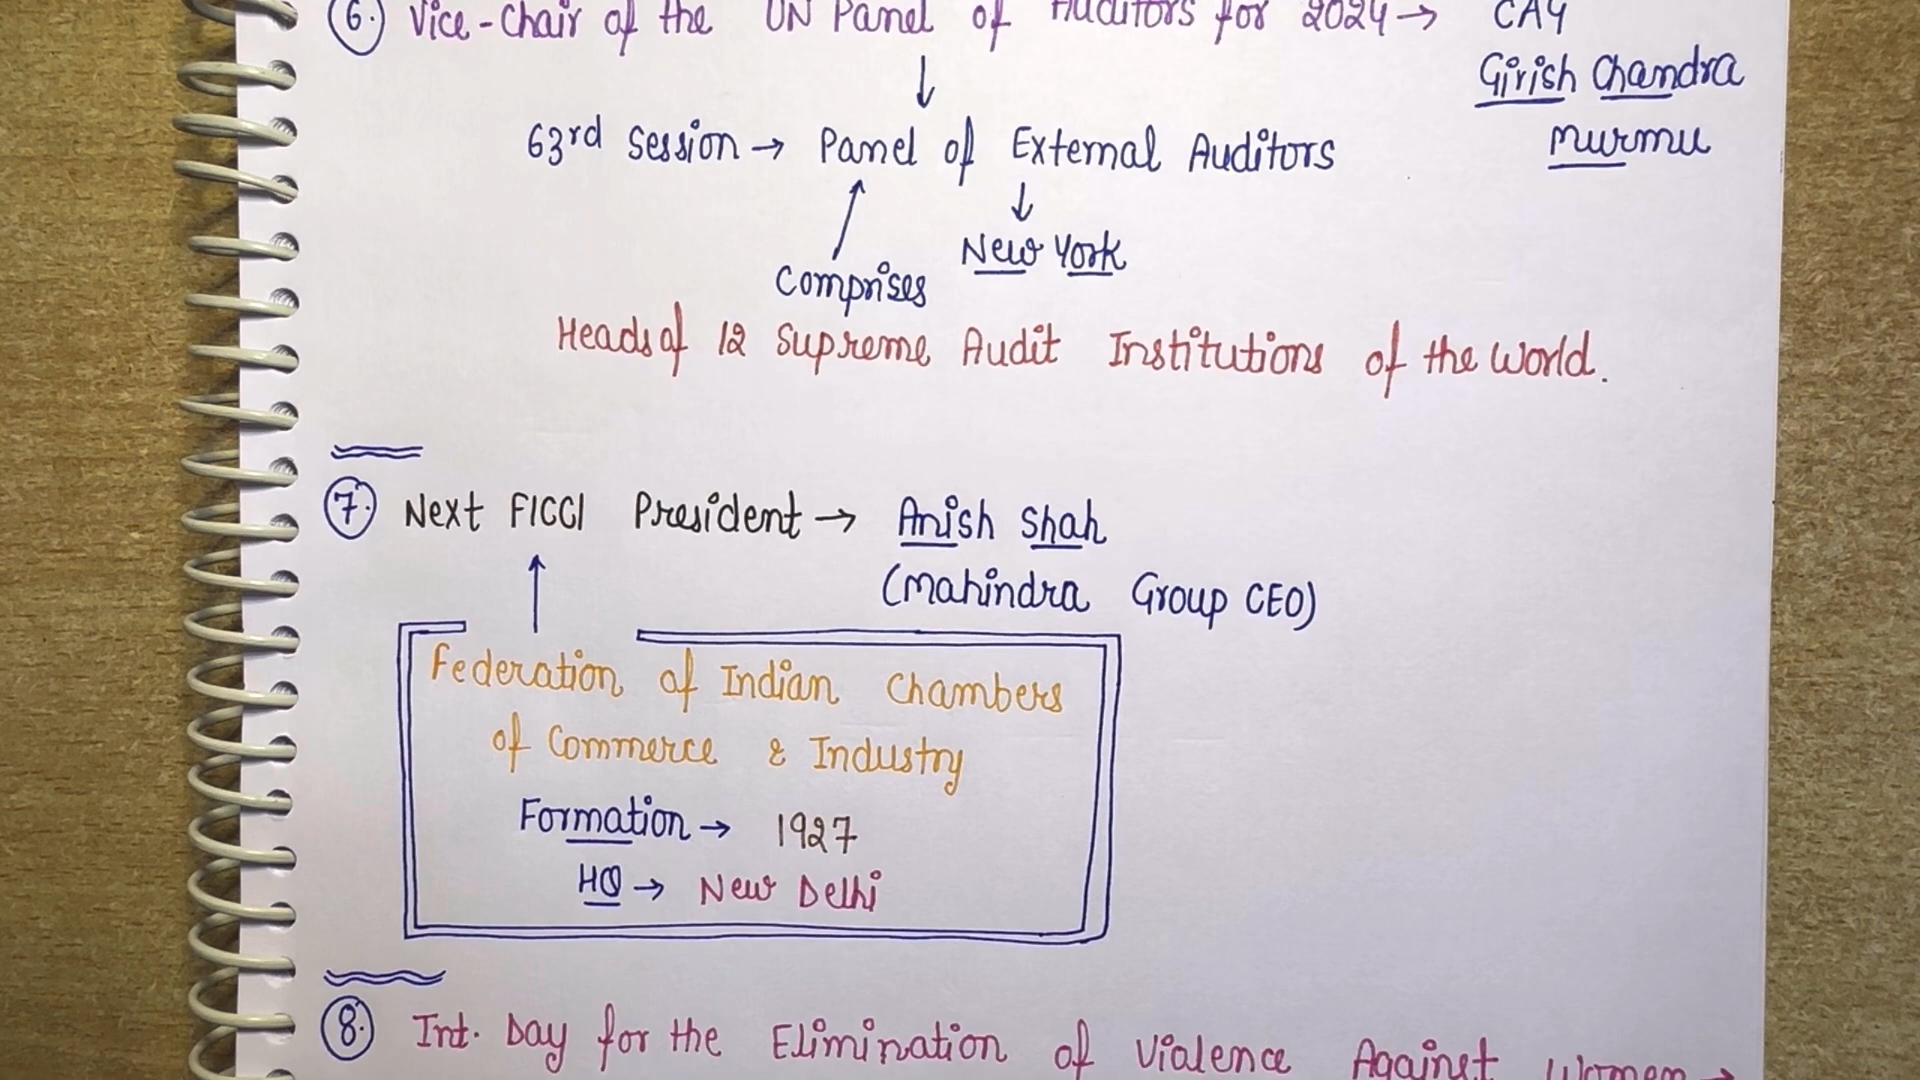 6. Vice-Chair of the UN Panel of Auditors for 2024 → CAG
Girish Chandra
Murmu
↓
63rd Session → Panel of External Auditors
↓
New York
Comprises
Heads of 12 Supreme Audit Institutions of the World.
7. Next FICCI President → Anish Shah
(Mahindra Group CEO)
Federation of Indian Chambers
of Commerce & Industry
Formation → 1927
HQ → New Delhi
8. Int. Day for the Elimination of Violence Against Women →